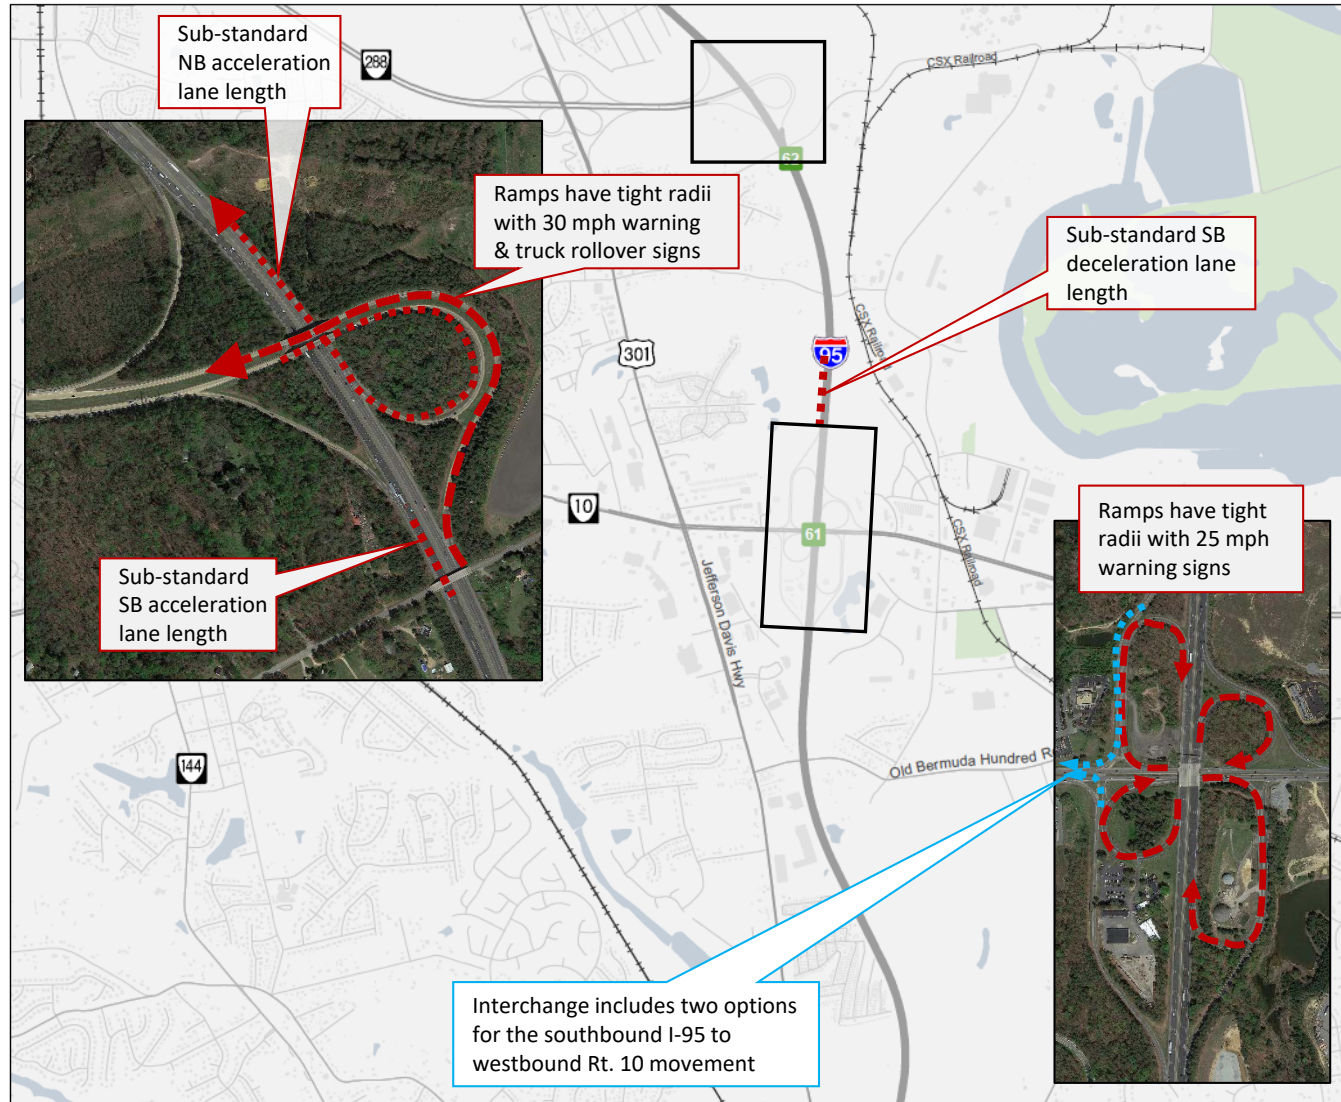 Sub-standard
NB acceleration
lane length
288
CSX Railroad
62
Ramps have tight radii
with 30 mph warning
& truck rollover signs
Sub-standard SB
deceleration lane
length
CSX Railroad
301
95
10
61
CSX Railroad
Ramps have tight
radii with 25 mph
warning signs
Sub-standard
SB acceleration
lane length
Jefferson Davis Hwy
144
Old Bermuda Hundred R
Interchange includes two options
for the southbound I-95 to
westbound Rt. 10 movement